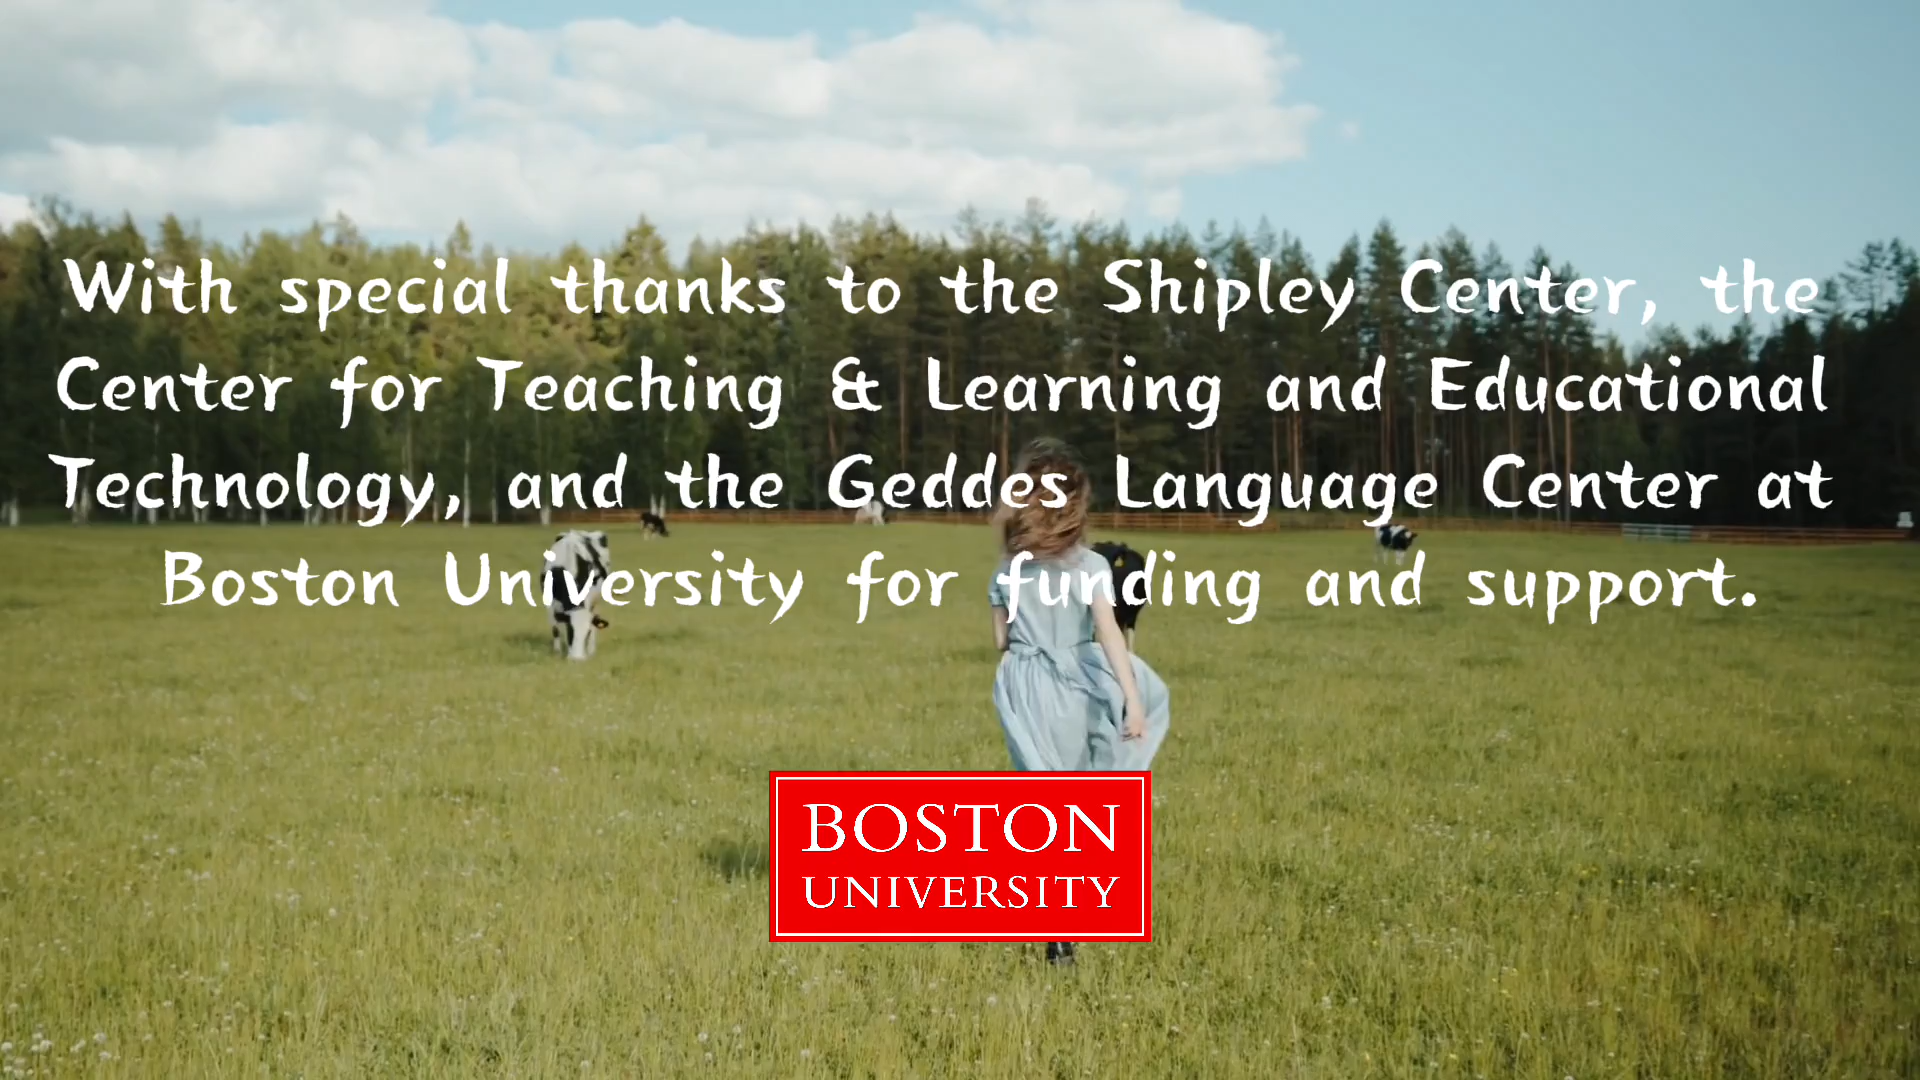 With special thanks to the Shipley Center, the
Center for Teaching & Learning and Educational
Technology, and the Geddes Language Center at
Boston University for funding and support.
BOSTON
UNIVERSITY